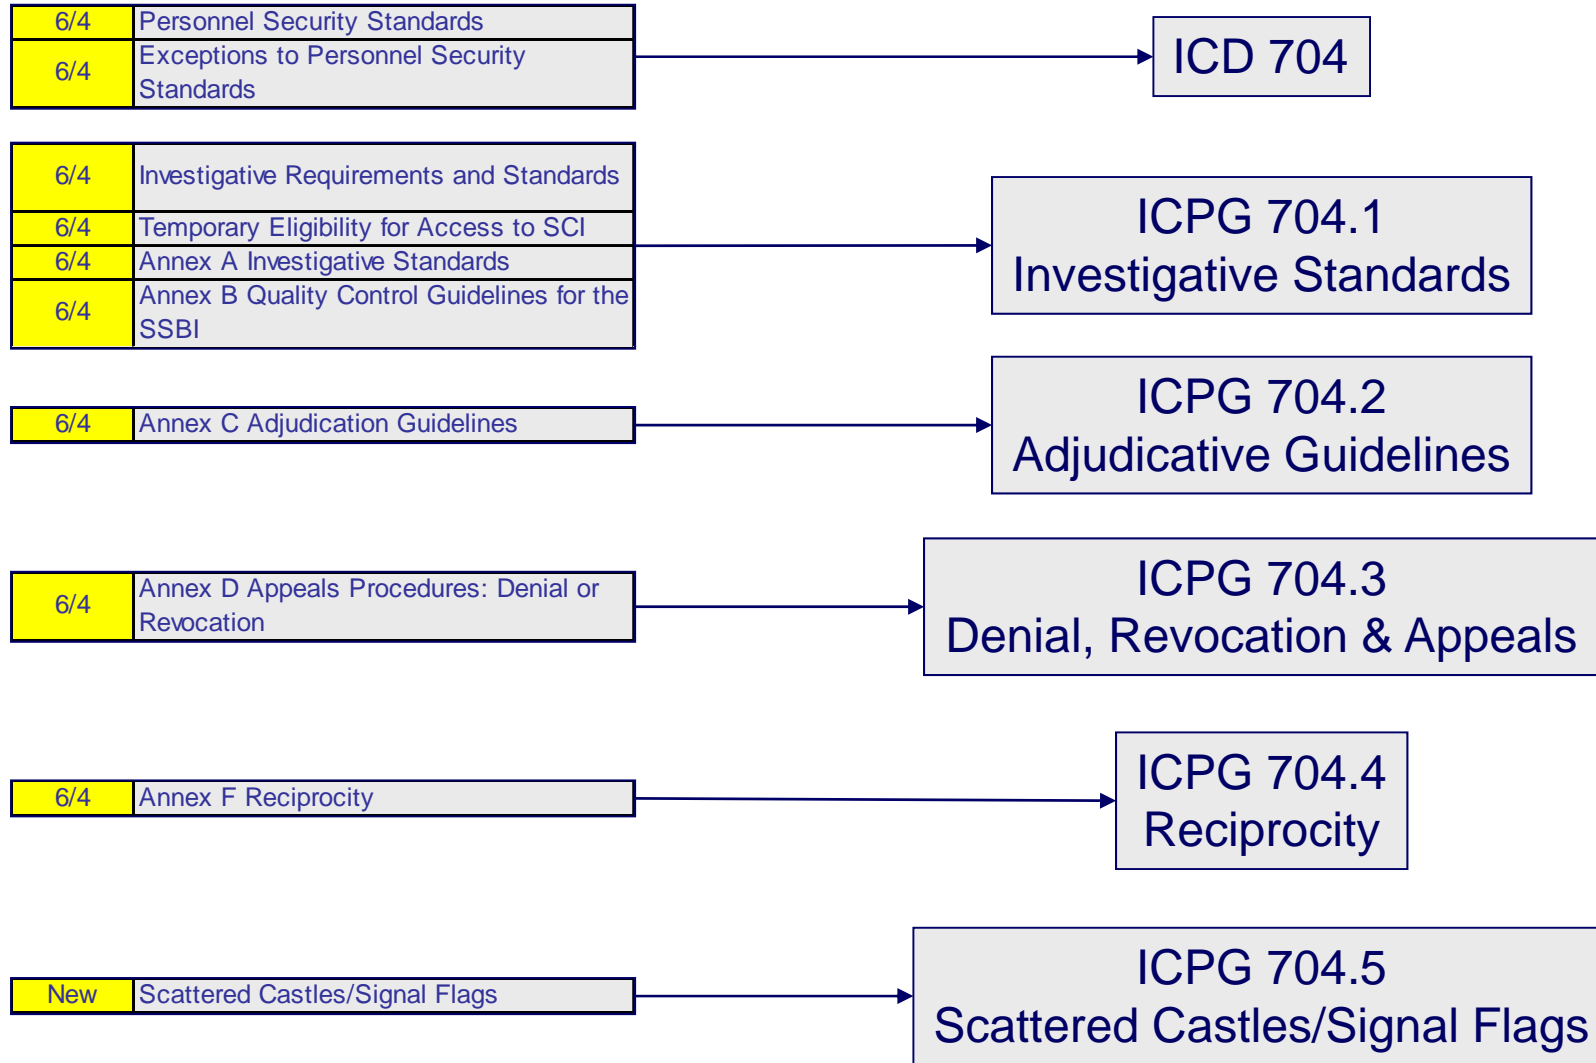 6/4 Personnel Security Standards
6/4 Exceptions to Personnel Security
Standards
ICD 704
6/4 Investigative Requirements and Standards
6/4 Temporary Eligibility for Access to SCI
6/4 Annex A Investigative Standards
6/4 Annex B Quality Control Guidelines for the
SSBI
ICPG 704.1
Investigative Standards
6/4 Annex C Adjudication Guidelines
ICPG 704.2
Adjudicative Guidelines
6/4 Annex D Appeals Procedures: Denial or
Revocation
ICPG 704.3
Denial, Revocation & Appeals
6/4 Annex F Reciprocity
ICPG 704.4
Reciprocity
New Scattered Castles/Signal Flags
ICPG 704.5
Scattered Castles/Signal Flags